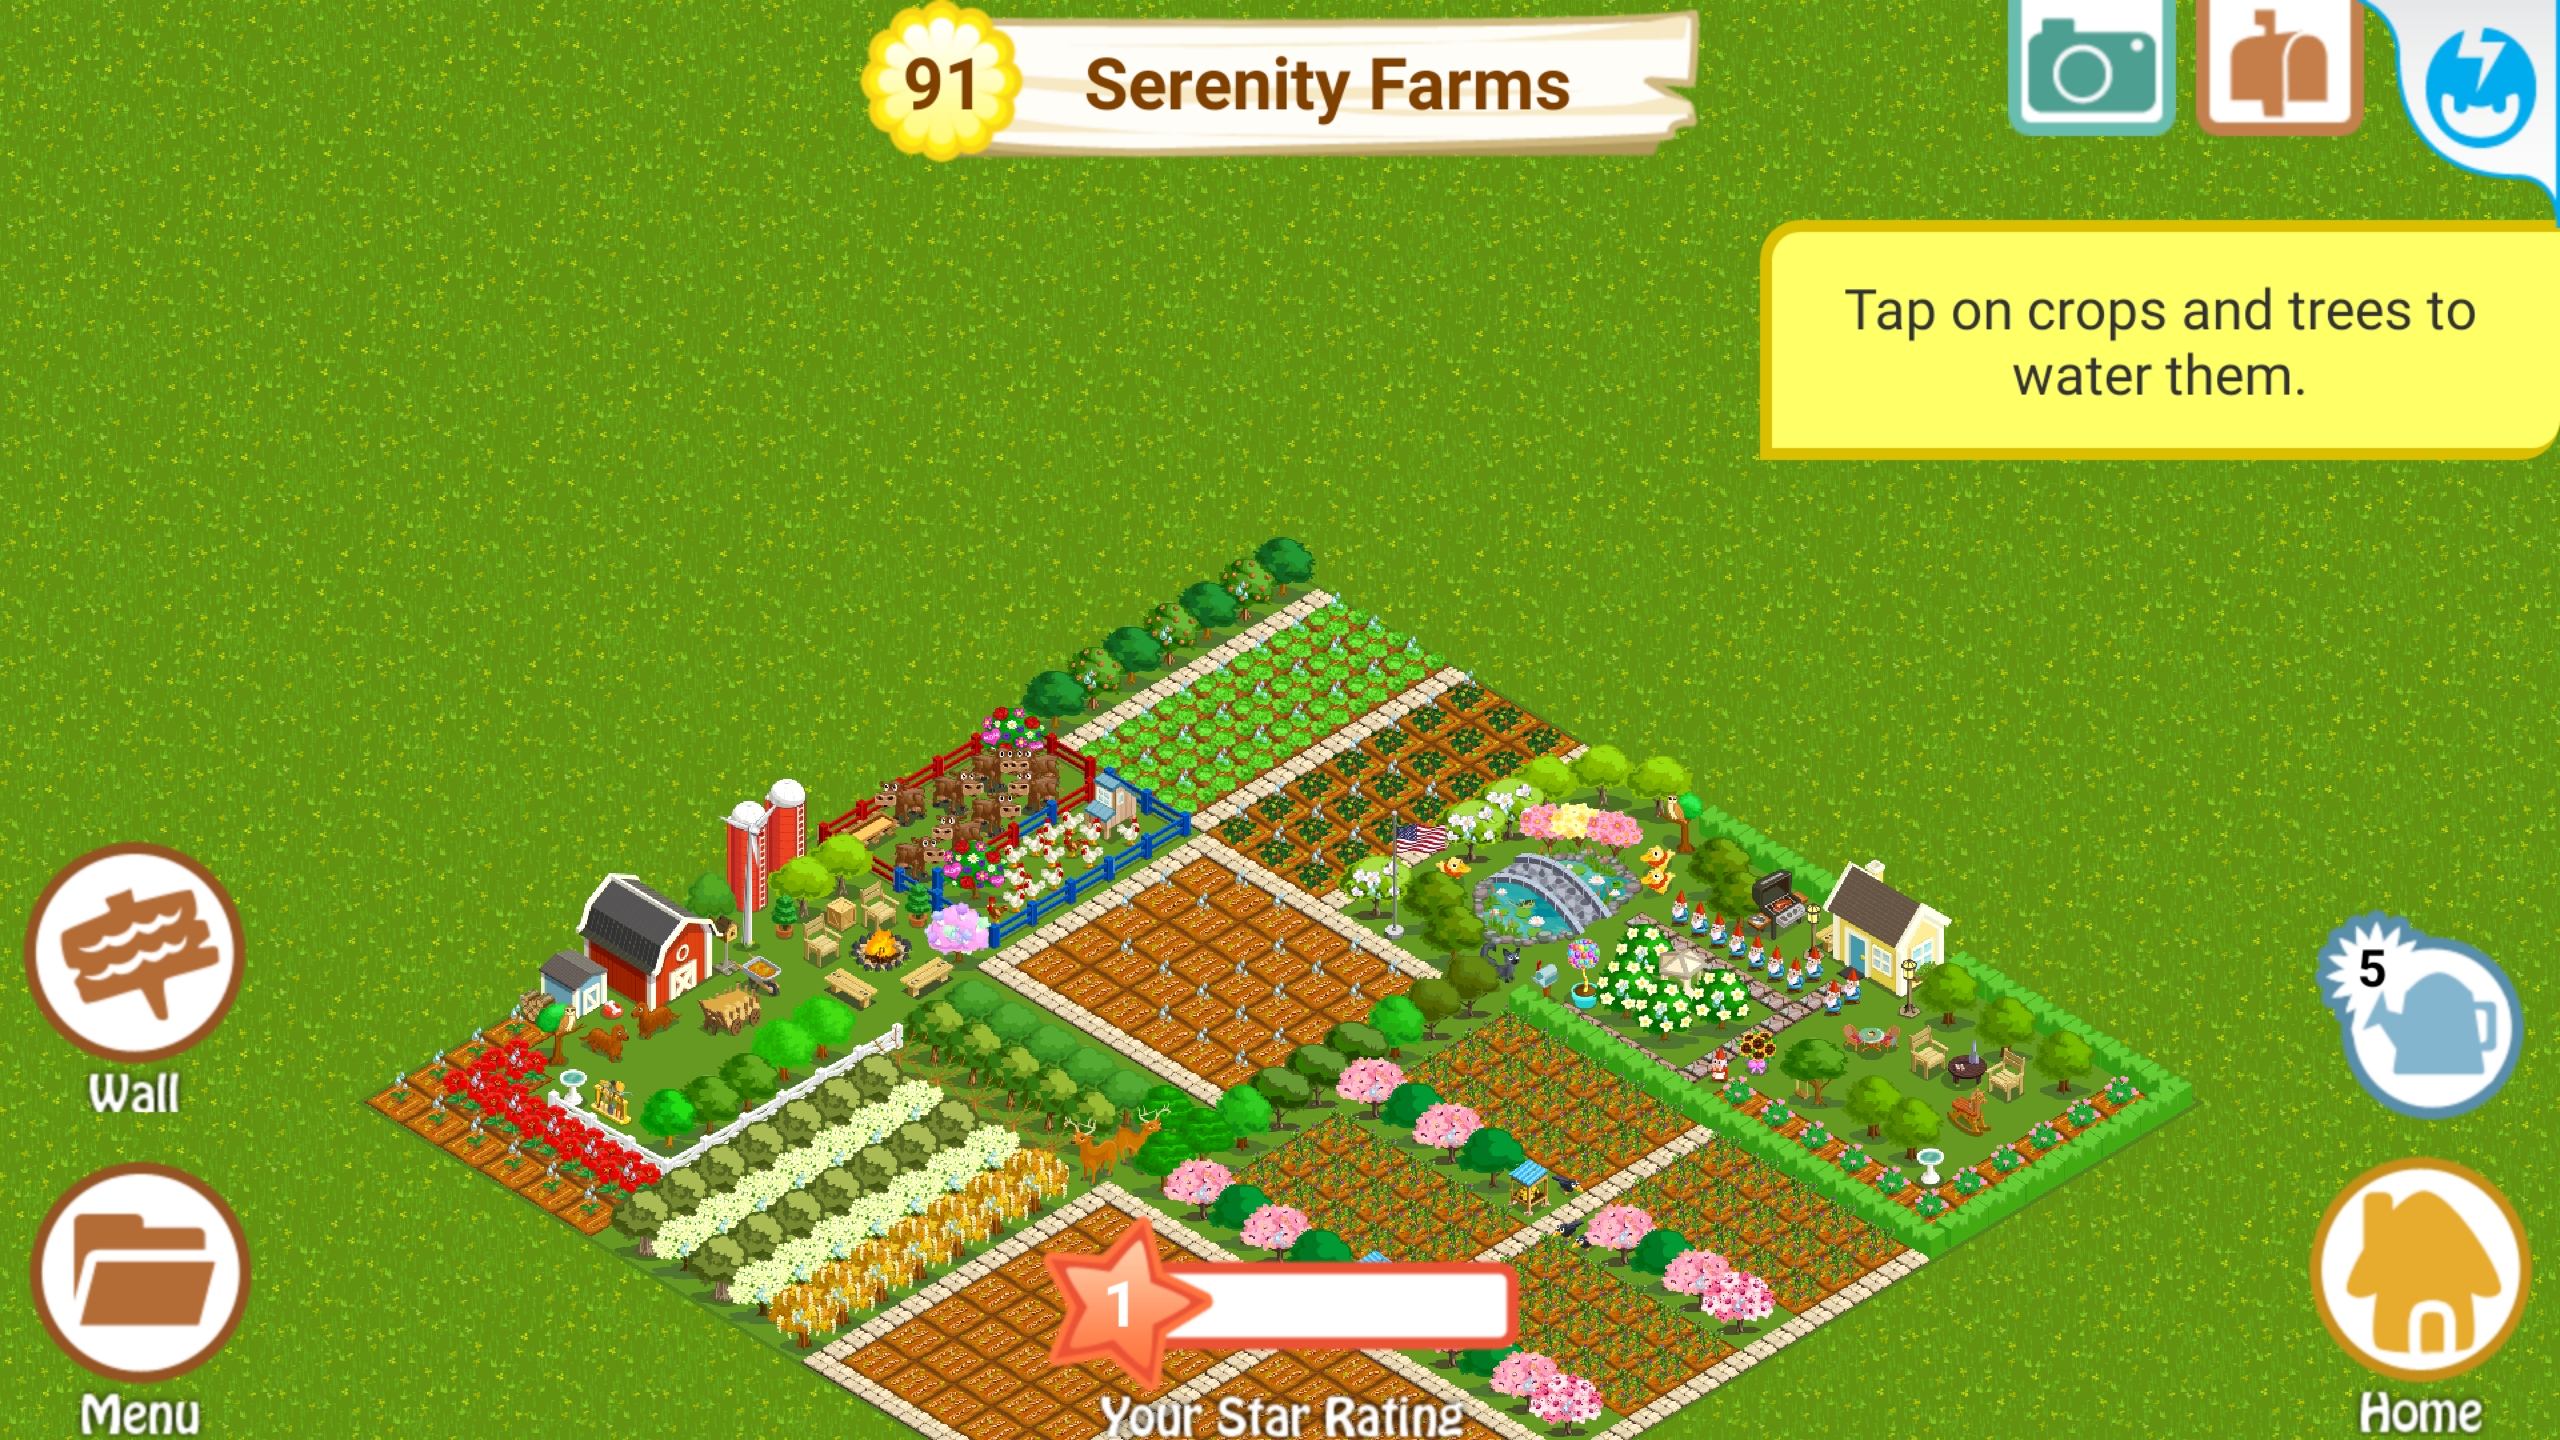 91
Serenity Farms
Tap on crops and trees to
water them.
Wall
5
Menu
1
Your Star Rating
Home